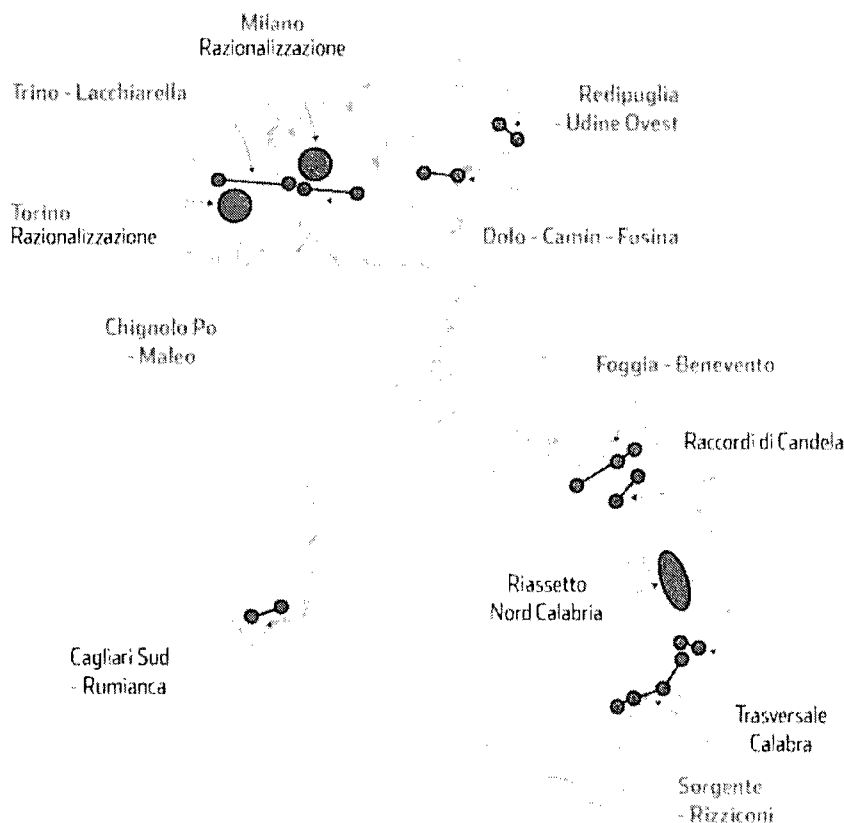 Milano
Razionalizzazione
Trino - Lacchiarella
Redipuglia
- Udine Ovest
Torino
Razionalizzazione
Dolo - Camin - Fusina
Chignolo Po
- Maleo
Foggia - Benevento
Raccordi di Candela
Riassetto
Nord Calabria
Cagliari Sud
- Rumianca
Trasversale
Calabra
Sorgente
- Rizziconi